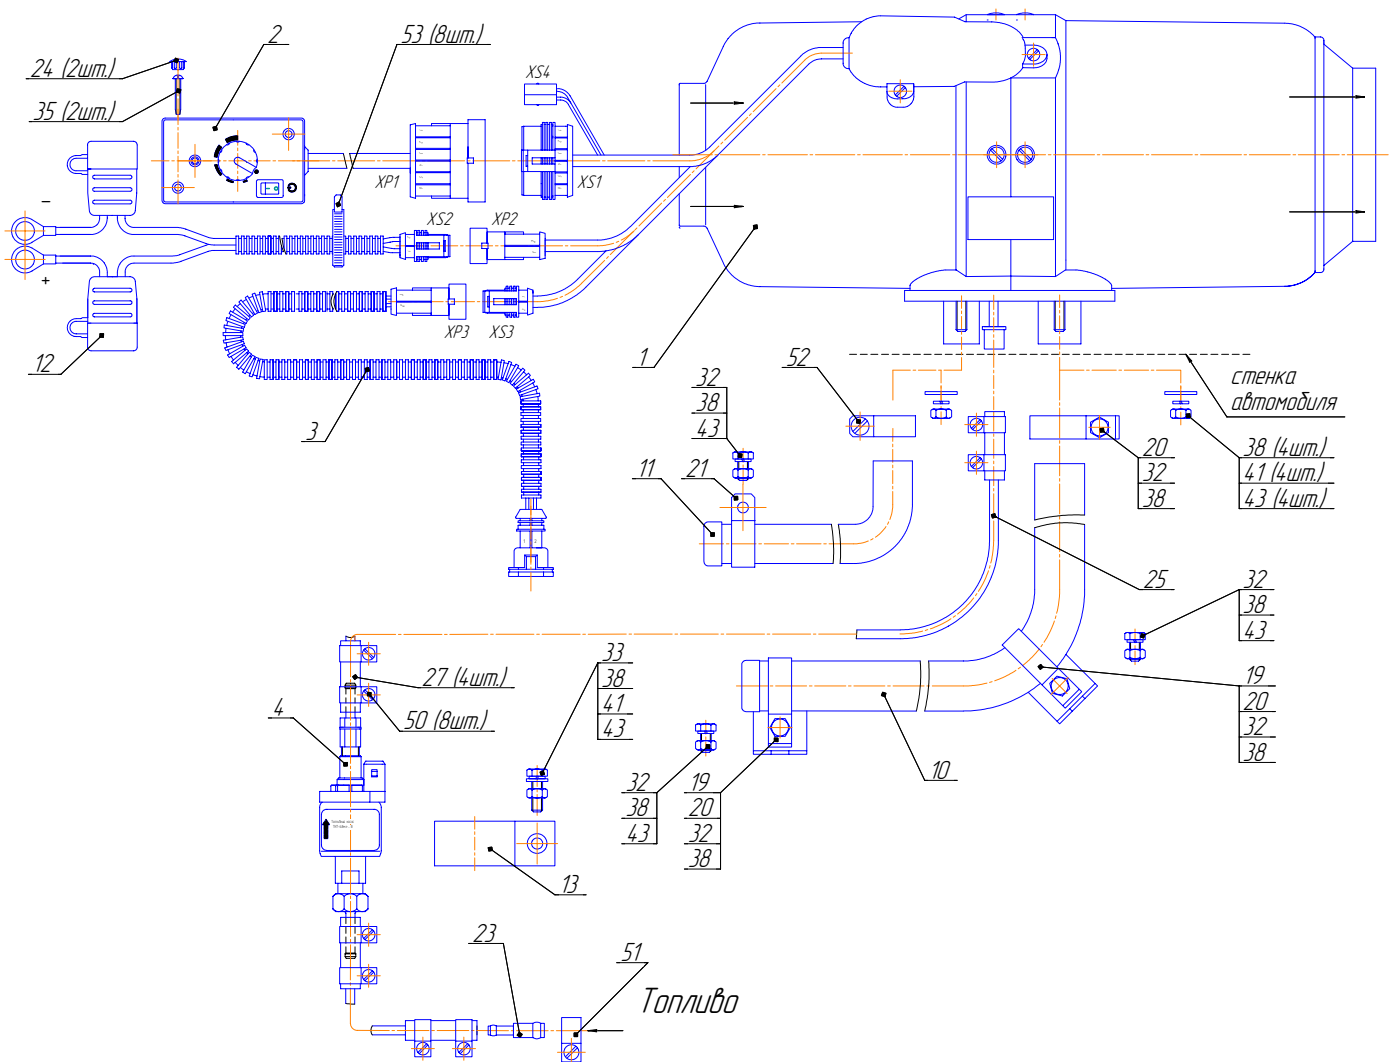 53 (8шт.)
2
24 (2шт.)
35 (2шт.)
XS4
XP1
XS1
–
XS2
XP2
+
XP3
XS3
12
3
1
52
стенка
автомобиля
32
38
43
11
21
20
32
38
38 (4шт.)
41 (4шт.)
43 (4шт.)
25
32
38
43
33
38
41
43
27 (4шт.)
50 (8шт.)
4
19
20
32
38
10
32
38
43
19
20
32
38
13
23
51
Топливо